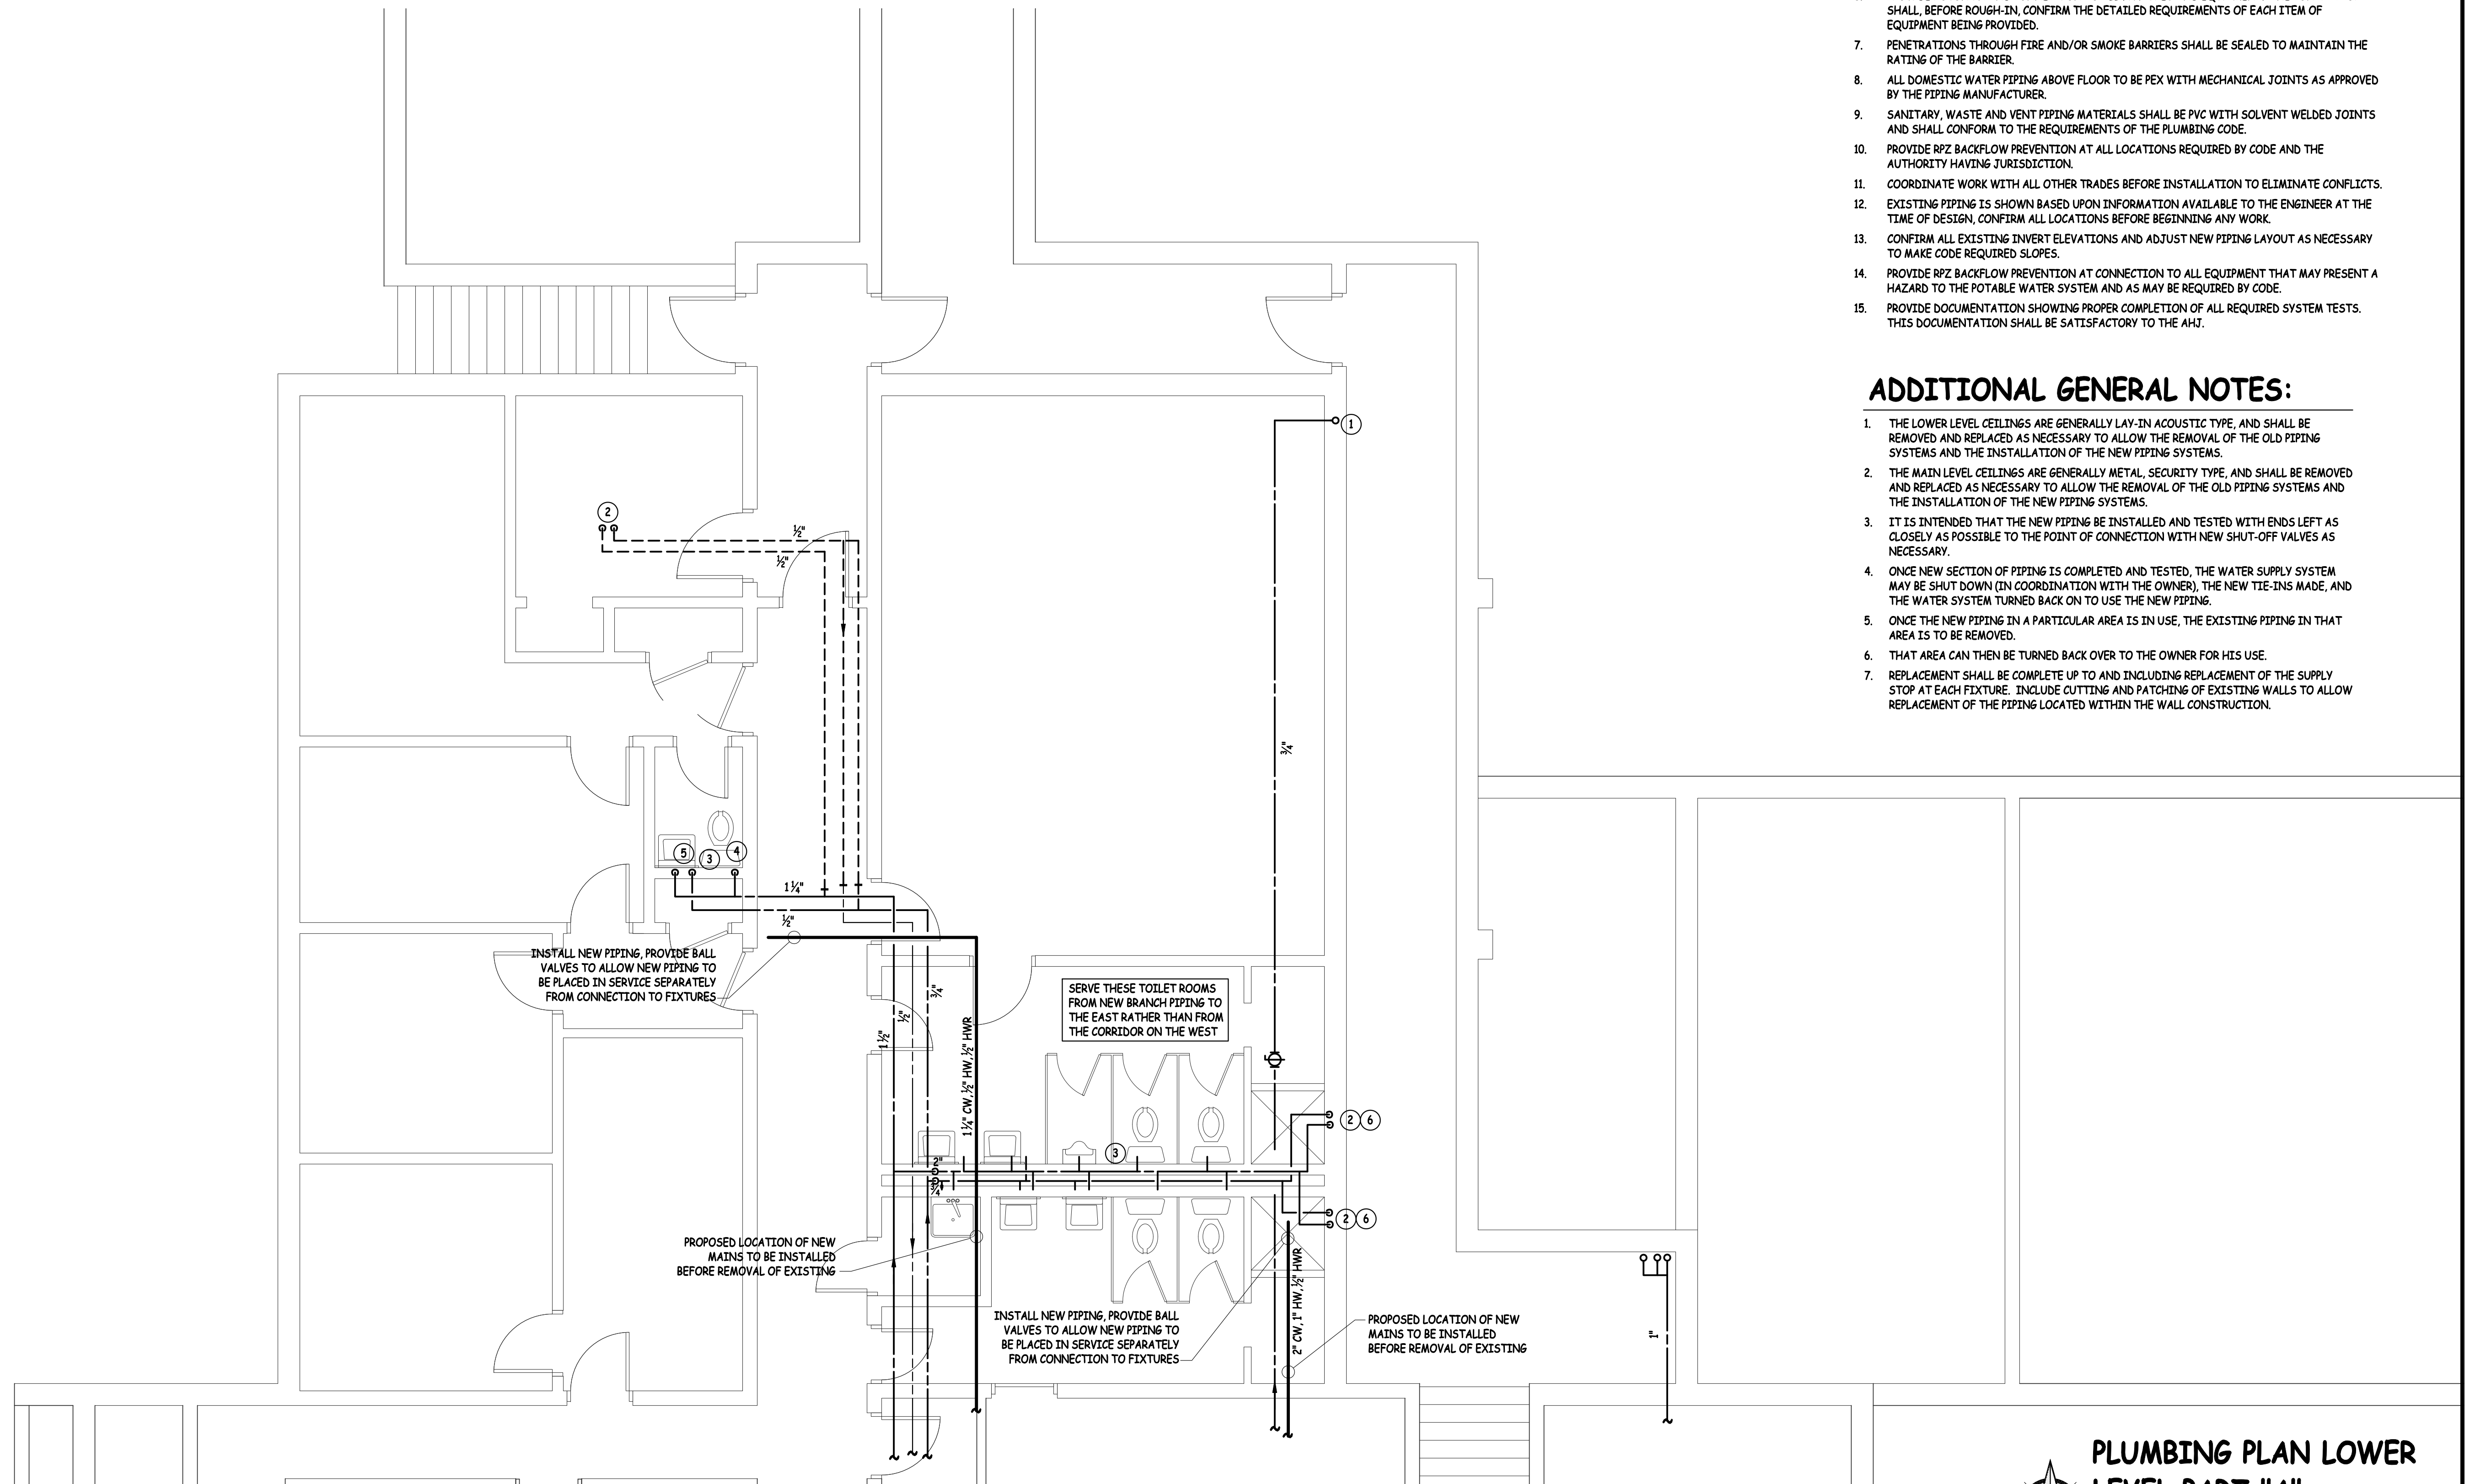 SHALL, BEFORE ROUGH-IN, CONFIRM THE DETAILED REQUIREMENTS OF EACH ITEM OF
EQUIPMENT BEING PROVIDED.
7. PENETRATIONS THROUGH FIRE AND/OR SMOKE BARRIERS SHALL BE SEALED TO MAINTAIN THE
RATING OF THE BARRIER.
8. ALL DOMESTIC WATER PIPING ABOVE FLOOR TO BE PEX WITH MECHANICAL JOINTS AS APPROVED
BY THE PIPING MANUFACTURER.
9. SANITARY, WASTE AND VENT PIPING MATERIALS SHALL BE PVC WITH SOLVENT WELDED JOINTS
AND SHALL CONFORM TO THE REQUIREMENTS OF THE PLUMBING CODE.
10. PROVIDE RPZ BACKFLOW PREVENTION AT ALL LOCATIONS REQUIRED BY CODE AND THE
AUTHORITY HAVING JURISDICTION.
11. COORDINATE WORK WITH ALL OTHER TRADES BEFORE INSTALLATION TO ELIMINATE CONFLICTS.
12. EXISTING PIPING IS SHOWN BASED UPON INFORMATION AVAILABLE TO THE ENGINEER AT THE
TIME OF DESIGN, CONFIRM ALL LOCATIONS BEFORE BEGINNING ANY WORK.
13. CONFIRM ALL EXISTING INVERT ELEVATIONS AND ADJUST NEW PIPING LAYOUT AS NECESSARY
TO MAKE CODE REQUIRED SLOPES.
14. PROVIDE RPZ BACKFLOW PREVENTION AT CONNECTION TO ALL EQUIPMENT THAT MAY PRESENT A
HAZARD TO THE POTABLE WATER SYSTEM AND AS MAY BE REQUIRED BY CODE.
15. PROVIDE DOCUMENTATION SHOWING PROPER COMPLETION OF ALL REQUIRED SYSTEM TESTS.
THIS DOCUMENTATION SHALL BE SATISFACTORY TO THE AHJ.
ADDITIONAL GENERAL NOTES:
1. THE LOWER LEVEL CEILINGS ARE GENERALLY LAY-IN ACOUSTIC TYPE, AND SHALL BE
REMOVED AND REPLACED AS NECESSARY TO ALLOW THE REMOVAL OF THE OLD PIPING
SYSTEMS AND THE INSTALLATION OF THE NEW PIPING SYSTEMS.
2. THE MAIN LEVEL CEILINGS ARE GENERALLY METAL, SECURITY TYPE, AND SHALL BE REMOVED
AND REPLACED AS NECESSARY TO ALLOW THE REMOVAL OF THE OLD PIPING SYSTEMS AND
THE INSTALLATION OF THE NEW PIPING SYSTEMS.
3. IT IS INTENDED THAT THE NEW PIPING BE INSTALLED AND TESTED WITH ENDS LEFT AS
CLOSELY AS POSSIBLE TO THE POINT OF CONNECTION WITH NEW SHUT-OFF VALVES AS
NECESSARY.
4. ONCE NEW SECTION OF PIPING IS COMPLETED AND TESTED, THE WATER SUPPLY SYSTEM
MAY BE SHUT DOWN (IN COORDINATION WITH THE OWNER), THE NEW TIE-INS MADE, AND
THE WATER SYSTEM TURNED BACK ON TO USE THE NEW PIPING.
5. ONCE THE NEW PIPING IN A PARTICULAR AREA IS IN USE, THE EXISTING PIPING IN THAT
AREA IS TO BE REMOVED.
6. THAT AREA CAN THEN BE TURNED BACK OVER TO THE OWNER FOR HIS USE.
7. REPLACEMENT SHALL BE COMPLETE UP TO AND INCLUDING REPLACEMENT OF THE SUPPLY
STOP AT EACH FIXTURE. INCLUDE CUTTING AND PATCHING OF EXISTING WALLS TO ALLOW
REPLACEMENT OF THE PIPING LOCATED WITHIN THE WALL CONSTRUCTION.
1
2
½"
½"
¾"
5 3 4
1¼"
½"
INSTALL NEW PIPING, PROVIDE BALL
VALVES TO ALLOW NEW PIPING TO
BE PLACED IN SERVICE SEPARATELY
FROM CONNECTION TO FIXTURES
SERVE THESE TOILET ROOMS
FROM NEW BRANCH PIPING TO
THE EAST RATHER THAN FROM
THE CORRIDOR ON THE WEST
1½"
½"
¾"
1¼" CW, ½" HW, ½" HWR
2 6
3
2"
¾"
2 6
PROPOSED LOCATION OF NEW
MAINS TO BE INSTALLED
BEFORE REMOVAL OF EXISTING
INSTALL NEW PIPING, PROVIDE BALL
VALVES TO ALLOW NEW PIPING TO
BE PLACED IN SERVICE SEPARATELY
FROM CONNECTION TO FIXTURES
2" CW, 1" HW, ½" HWR
PROPOSED LOCATION OF NEW
MAINS TO BE INSTALLED
BEFORE REMOVAL OF EXISTING
1"
PLUMBING PLAN LOWER